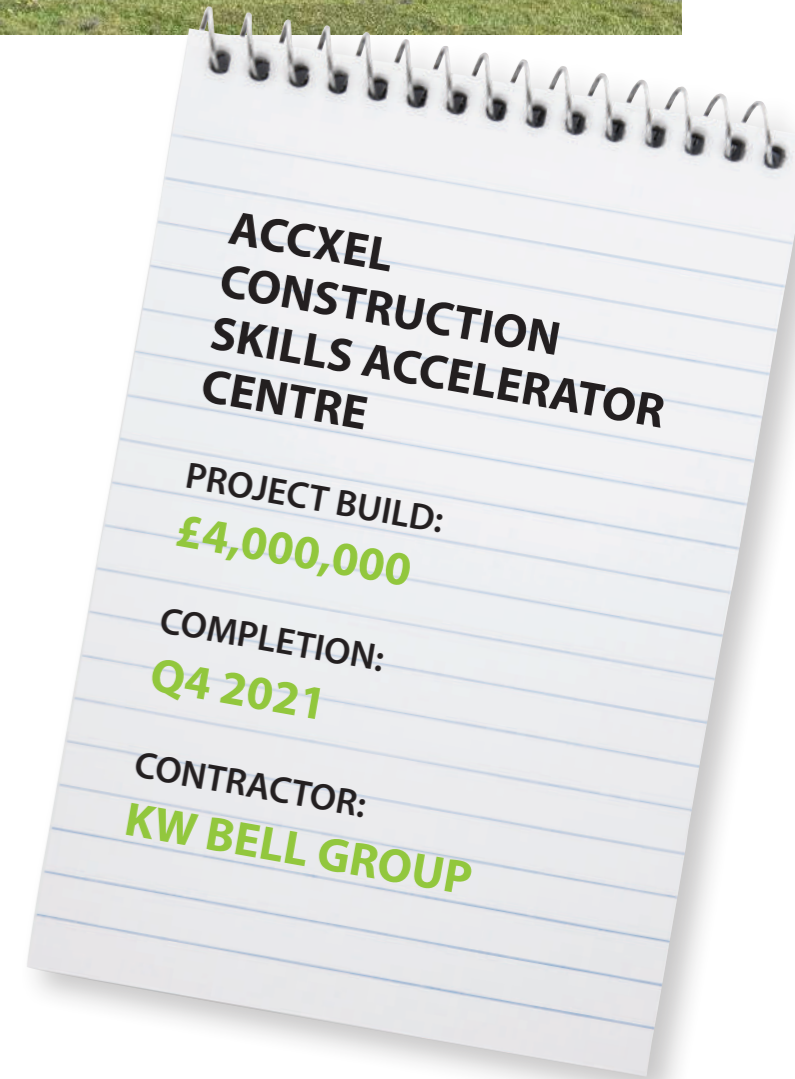 ACCXEL
CONSTRUCTION
SKILLS ACCELERATOR
CENTRE
PROJECT BUILD:
£4,000,000
COMPLETION:
Q4 2021
CONTRACTOR:
KW BELL GROUP